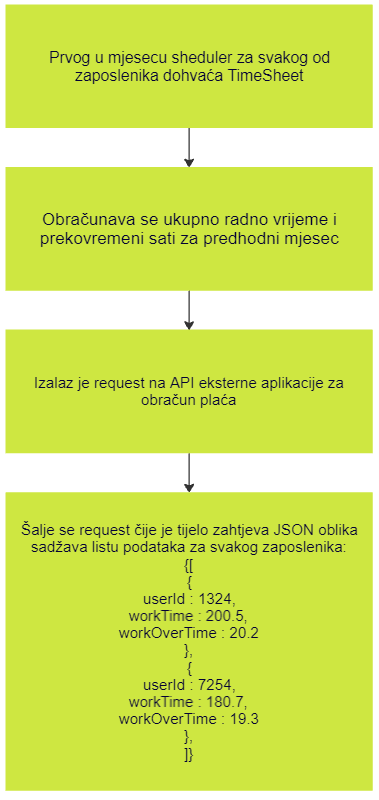 Prvog u mjesecu sheduler za svakog od
zaposlenika dohvaća TimeSheet
Obračunava se ukupno radno vrijeme i
prekovremeni sati za predhodni mjesec
Izalaz je request na API eksterne aplikacije za
obračun plaća
Šalje se request čije je tijelo zahtjeva JSON oblika
sadžava listu podataka za svakog zaposlenika:
{[
{
userId : 1324,
workTime : 200.5,
workOverTime : 20.2
},
{
userId : 7254,
workTime : 180.7,
workOverTime : 19.3
},
]}